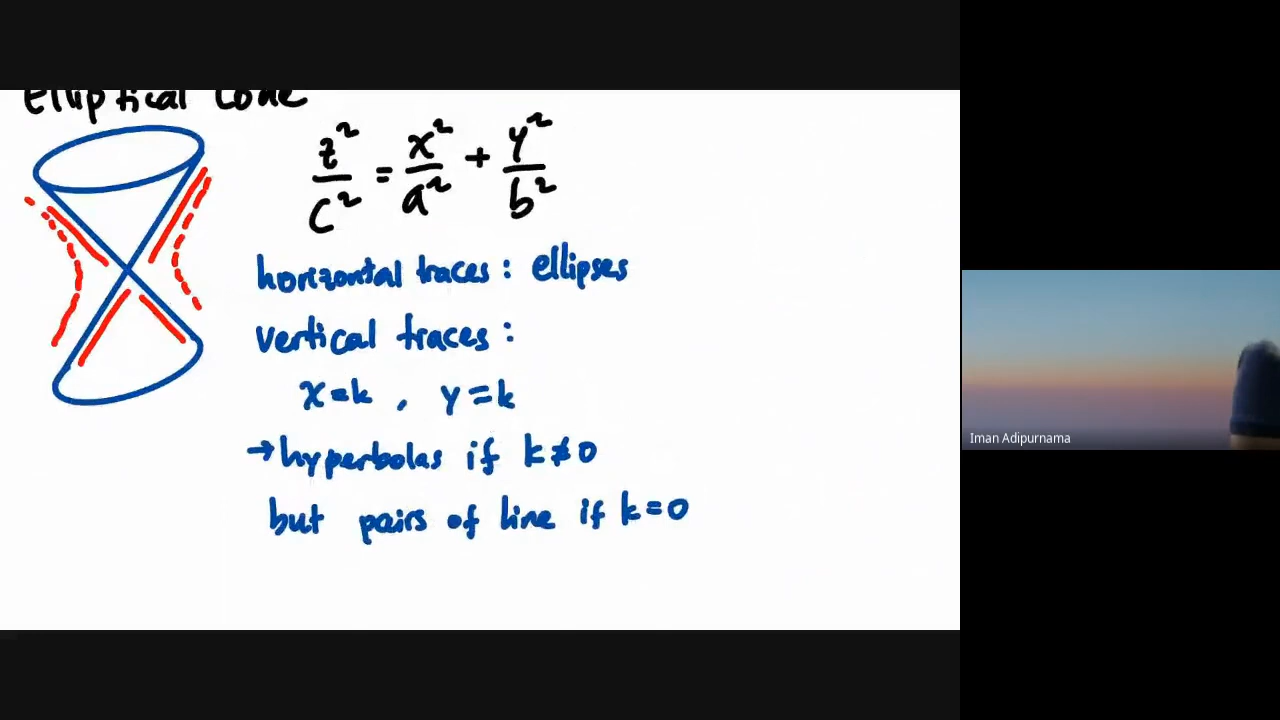 elliptical cone
z²/c² = x²/a² + y²/b²
horizontal traces : ellipses
vertical traces :
x=k , y=k
→hyperbolas if k≠0
but pairs of line if k=0
Iman Adipurnama